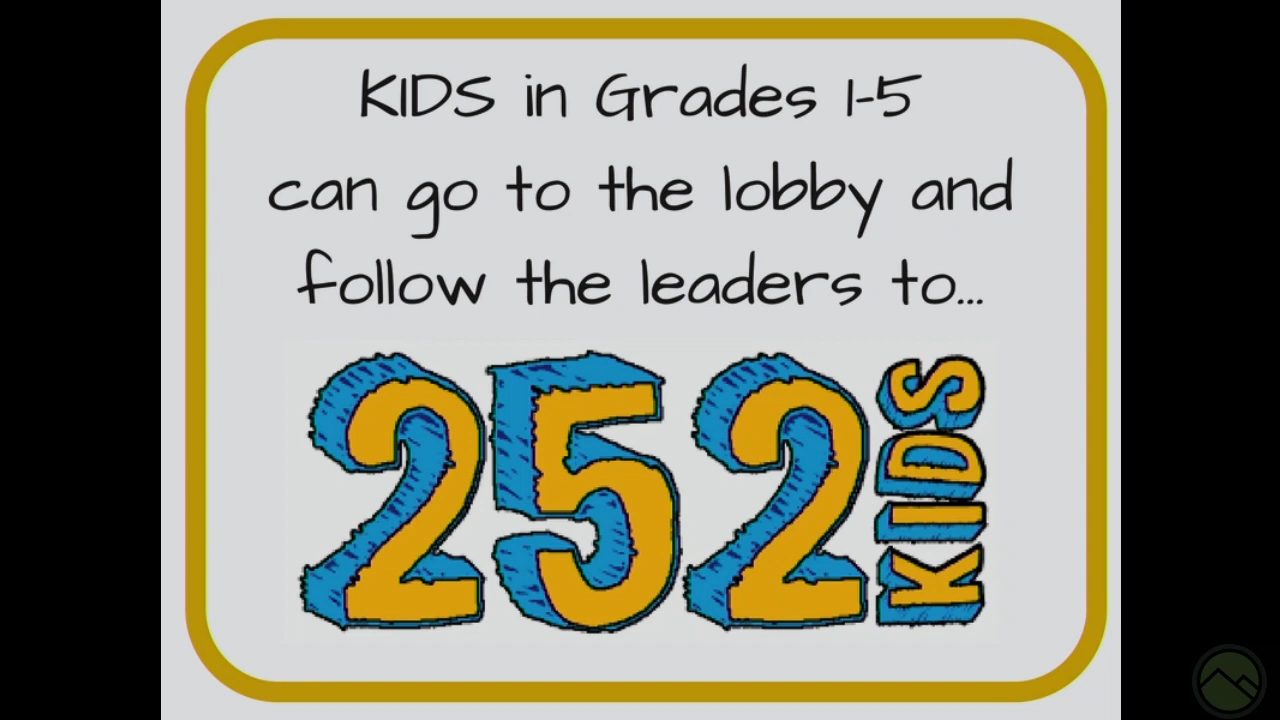 KIDS in Grades 1-5
can go to the lobby and
follow the leaders to...
252 KIDS